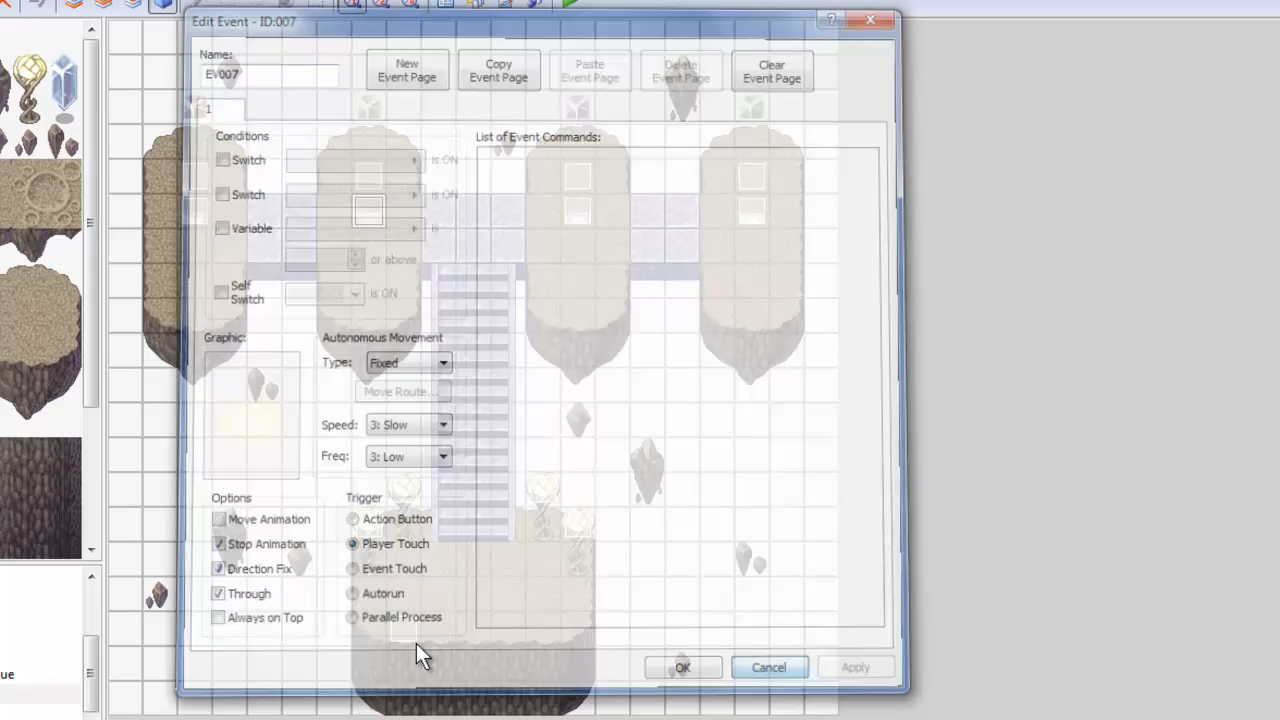 Edit Event - ID:007
Name:
EV007
New
Event Page
Copy
Event Page
Paste
Event Page
Delete
Event Page
Clear
Event Page
1
Conditions
Switch
is ON
Switch
is ON
Variable
is
or above
Self
Switch
is ON
Graphic:
Autonomous Movement
Type:
Fixed
Move Route...
Speed:
3: Slow
Freq:
3: Low
Options
Move Animation
Stop Animation
Direction Fix
Through
Always on Top
Trigger
Action Button
Player Touch
Event Touch
Autorun
Parallel Process
List of Event Commands:
OK
Cancel
Apply
ue